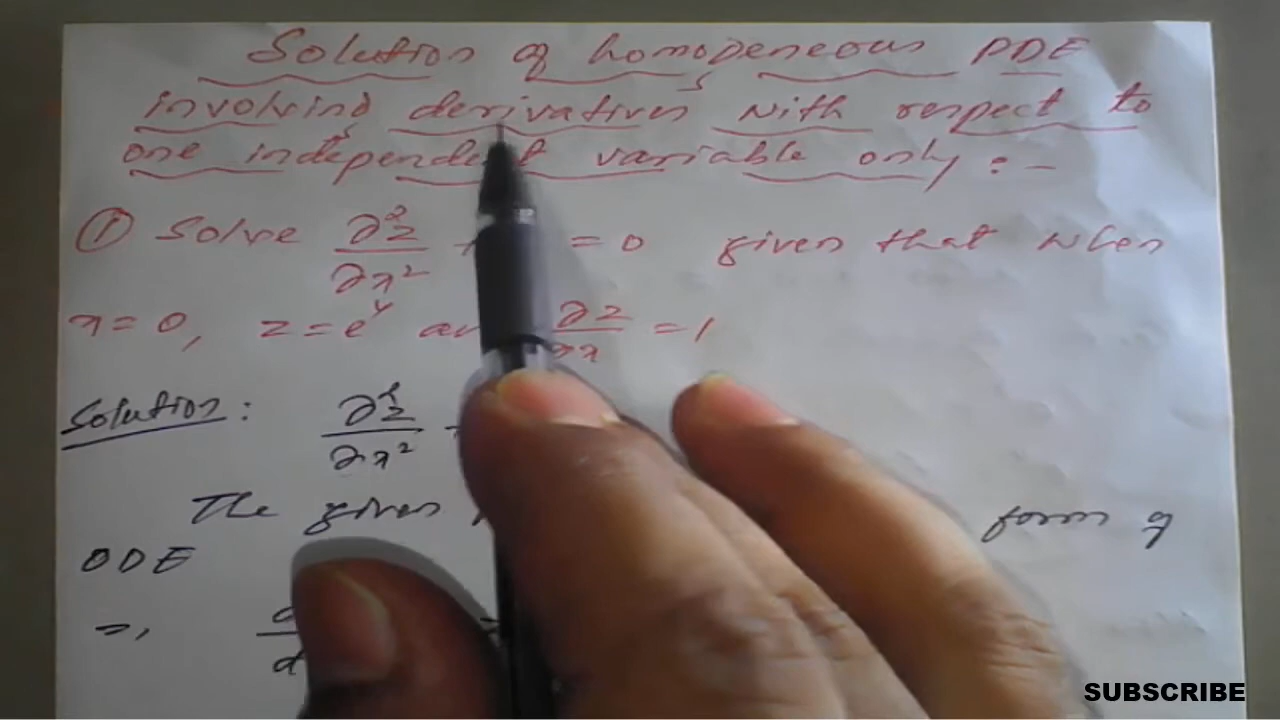 Solution of homogeneous PDE
involving derivatives with respect to
one independent variable only :-
① Solve ∂²z/∂x² + = 0 given that when
x = 0, z = e^y ∂z/∂x = 1
Solution : ∂²z/∂x²
The given form of
ODE
⇒,
SUBSCRIBE